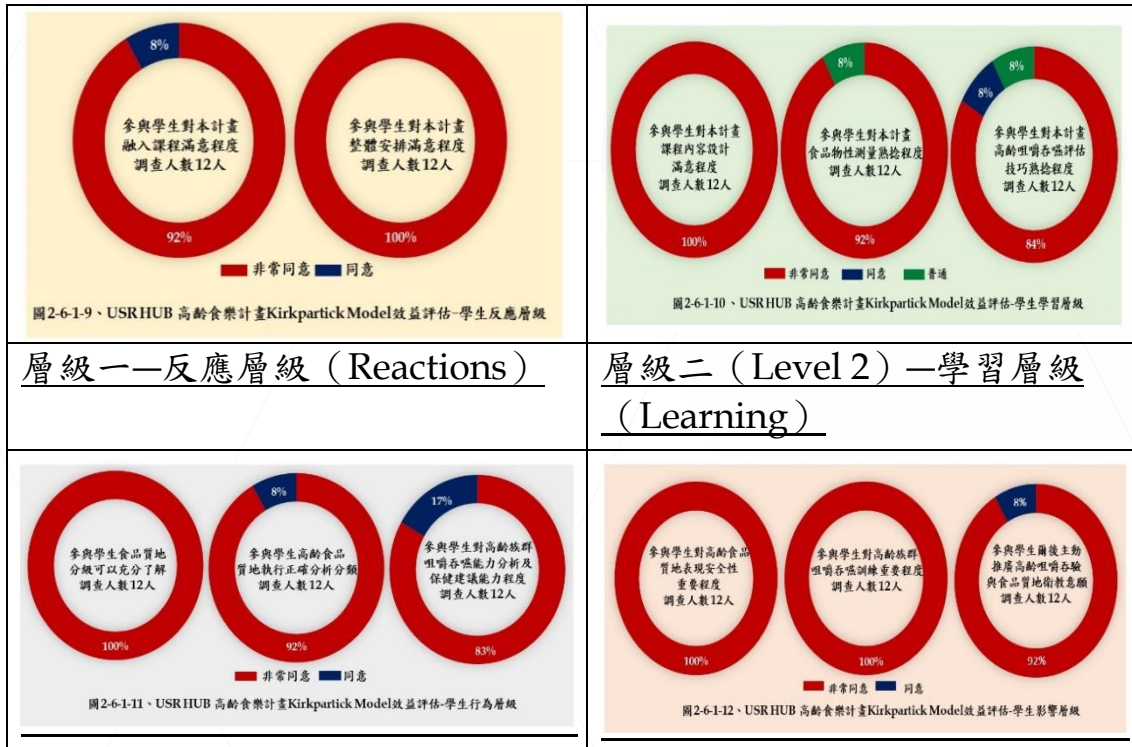 8%
參與學生對本計畫
融入課程滿意程度
調查人數12人
92%
參與學生對本計畫
整體安排滿意程度
調查人數12人
100%
非常同意 同意
圖2-6-1-9、USR HUB 高齡食樂計畫Kirkpartick Model效益評估-學生反應層級
參與學生對本計畫
課程內容設計
滿意程度
調查人數12人
100%
8%
參與學生對本計畫
食品物性測量熟捻程度
調查人數12人
92%
8%
8%
參與學生對本計畫
高齡咀嚼吞嚥評估
技巧熟捻程度
調查人數12人
84%
非常同意 同意 普通
圖2-6-1-10、USR HUB 高齡食樂計畫Kirkpartick Model效益評估-學生學習層級
層級一—反應層級(Reactions)
層級二(Level 2)—學習層級
(Learning)
參與學生食品質地
分級可以充分了解
調查人數12人
100%
8%
參與學生高齡食品
質地執行正確分析分類
調查人數12人
92%
17%
參與學生對高齡族群
咀嚼吞嚥能力分析及
保健建議能力程度
調查人數12人
83%
非常同意 同意
圖2-6-1-11、USR HUB 高齡食樂計畫Kirkpartick Model效益評估-學生行為層級
參與學生對高齡食品
質地表現安全性
重要程度
調查人數12人
100%
參與學生對高齡族群
咀嚼吞嚥訓練重要程度
調查人數12人
100%
8%
參與學生爾後主動
推廣高齡咀嚼吞驗
與食品質地衛教意願
調查人數12人
92%
非常同意 同意
圖2-6-1-12、USR HUB 高齡食樂計畫Kirkpartick Model效益評估-學生影響層級